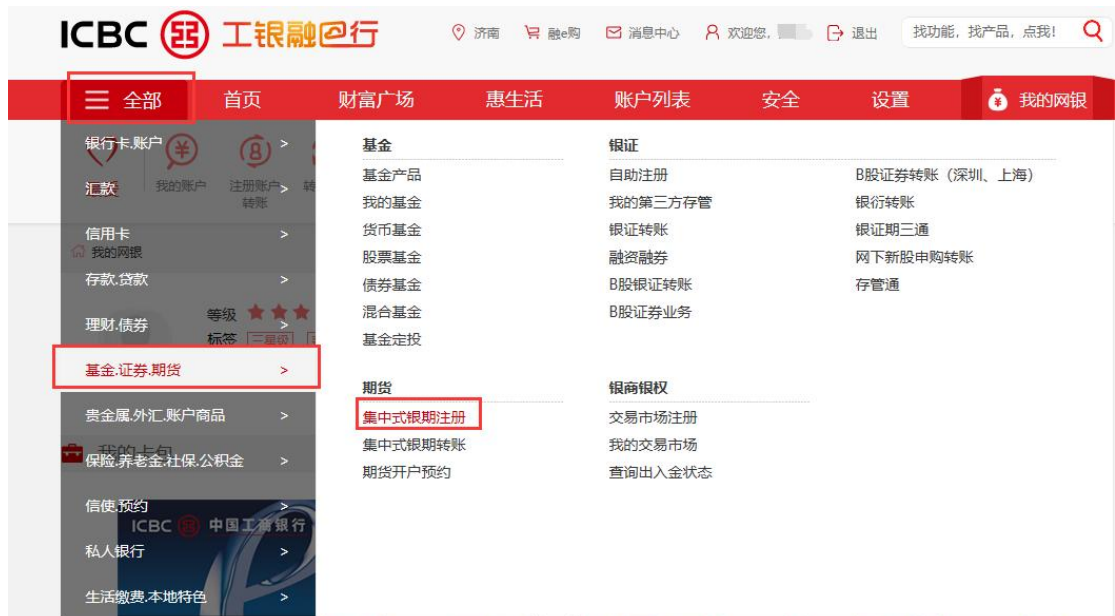 ICBC 工银融e行 济南 融e购 消息中心 欢迎您, 退出 找功能, 找产品, 点我!
全部 首页 财富广场 惠生活 账户列表 安全 设置 我的网银
银行卡.账户 >
汇款 >
信用卡 >
存款.贷款 >
理财.债券 >
基金.证券.期货 >
贵金属.外汇.账户商品 >
保险.养老金.社保.公积金 >
信使.预约 >
私人银行 >
生活缴费.本地特色 >
我的账户
注册账户
转账
我的网银
等级
标签 三星级
我的卡包
ICBC 中国工商银行
基金
基金产品
我的基金
货币基金
股票基金
债券基金
混合基金
基金定投
银证
自助注册
我的第三方存管
银证转账
融资融券
B股银证转账
B股证券业务
B股证券转账（深圳、上海）
银衍转账
银证期三通
网下新股申购转账
存管通
期货
集中式银期注册
集中式银期转账
期货开户预约
银商银权
交易市场注册
我的交易市场
查询出入金状态